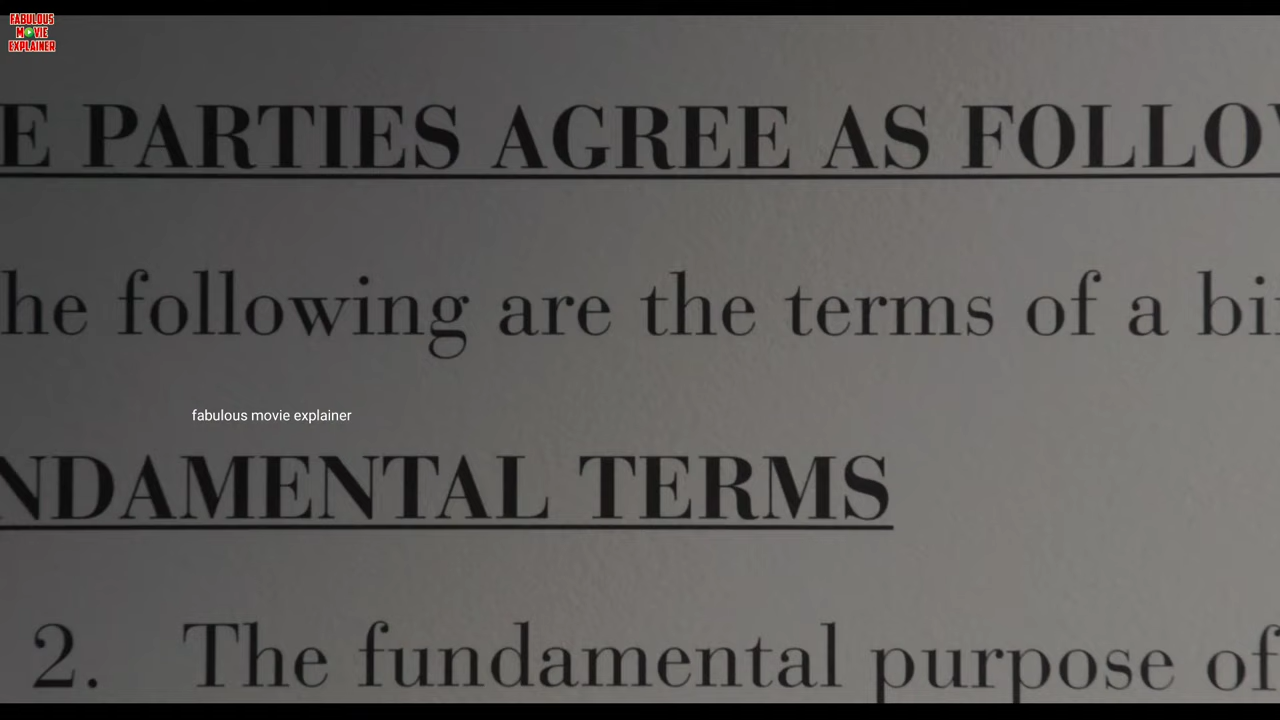 FABULOUS
MOVIE
EXPLAINER
E PARTIES AGREE AS FOLLO
he following are the terms of a bi
fabulous movie explainer
NDAMENTAL TERMS
2. The fundamental purpose of